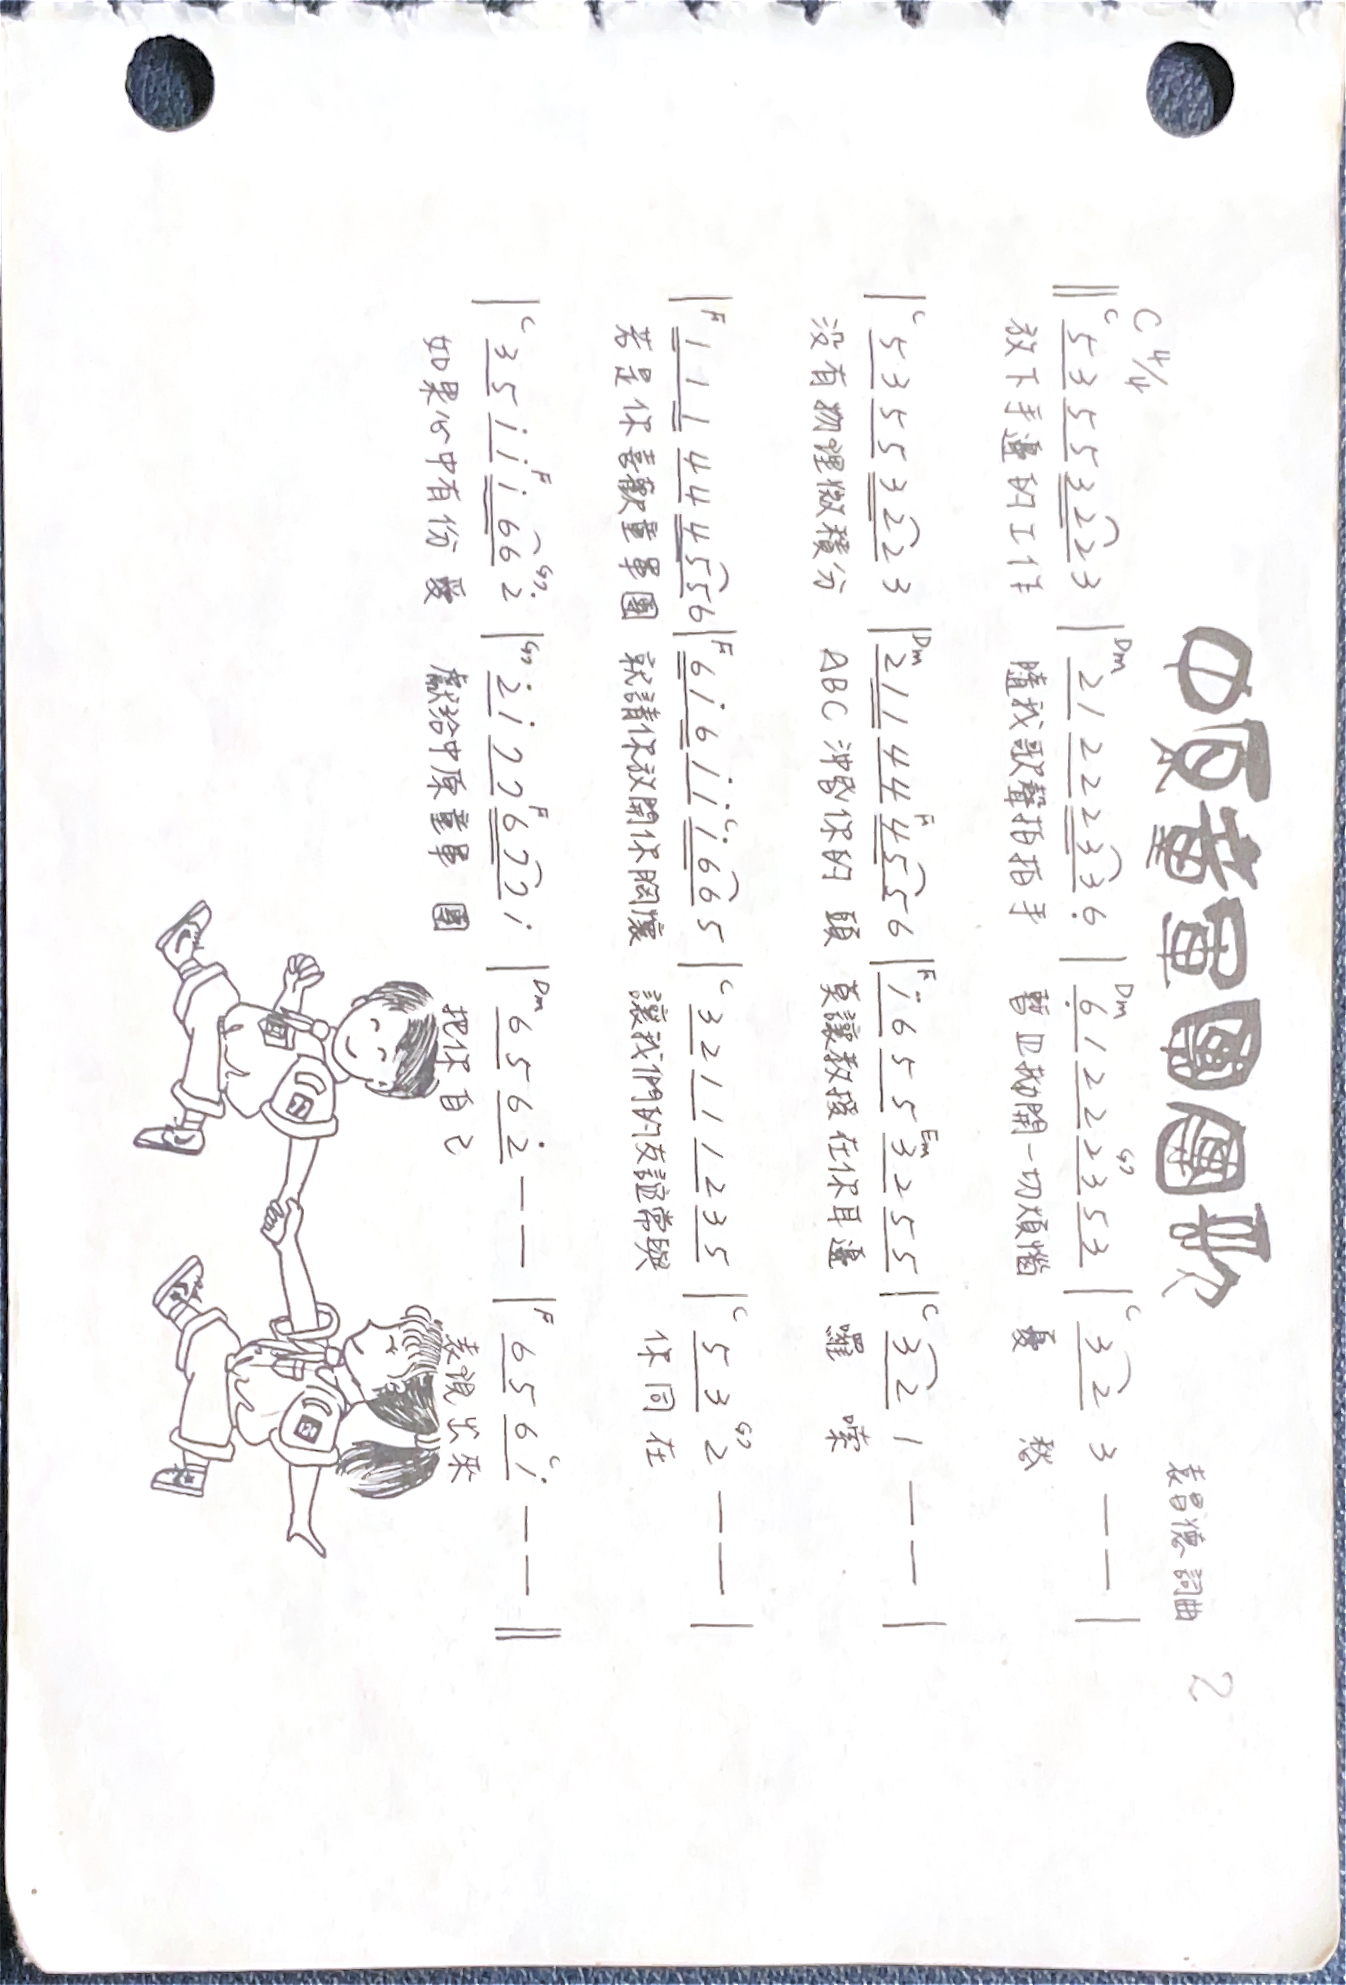 中原童軍團團歌
袁昌德 詞曲
2
C 4/4
C Dm Dm G7 C
‖ 5 3 5 5 3 2 2 3 | 2 1 2 2 2 3 3 6̣ | 6̣ 1 2 2 2 3 5 3 | 3 2 3 — — |
放下手邊的工作 隨我歌聲拍拍手 暫且拋開一切煩惱 憂 愁
C Dm F F Em C
| 5 3 5 5 3 2 2 3 | 2 1 1 4 4 4 5 5 6 | i 6 5 5 3 2 5 5 | 3 2 1 — — |
沒有物理微積分 ABC 沖昏你的 頭 莫讓教授在你耳邊 囉 嗦
F F C C C G7
| 1 1 1 4 4 4 5 5 6 | 6 i 6 i i i 6 6 5 | 3 2 1 1 1 2 3 5 | 5 3 2 — — |
若是你喜歡童軍團 就請你放開你胸懷 讓我們的友誼常與 你同在
C F G7 G7 F Dm F C
| 3 5 i i i 6 6 2̇ | 2̇ i 7 7 6 7 7 i | 6 5 6 2̇ — — | 6 5 6 i — — ‖
如果心中有份 愛 獻給中原童軍 團 把你自己 表現出來